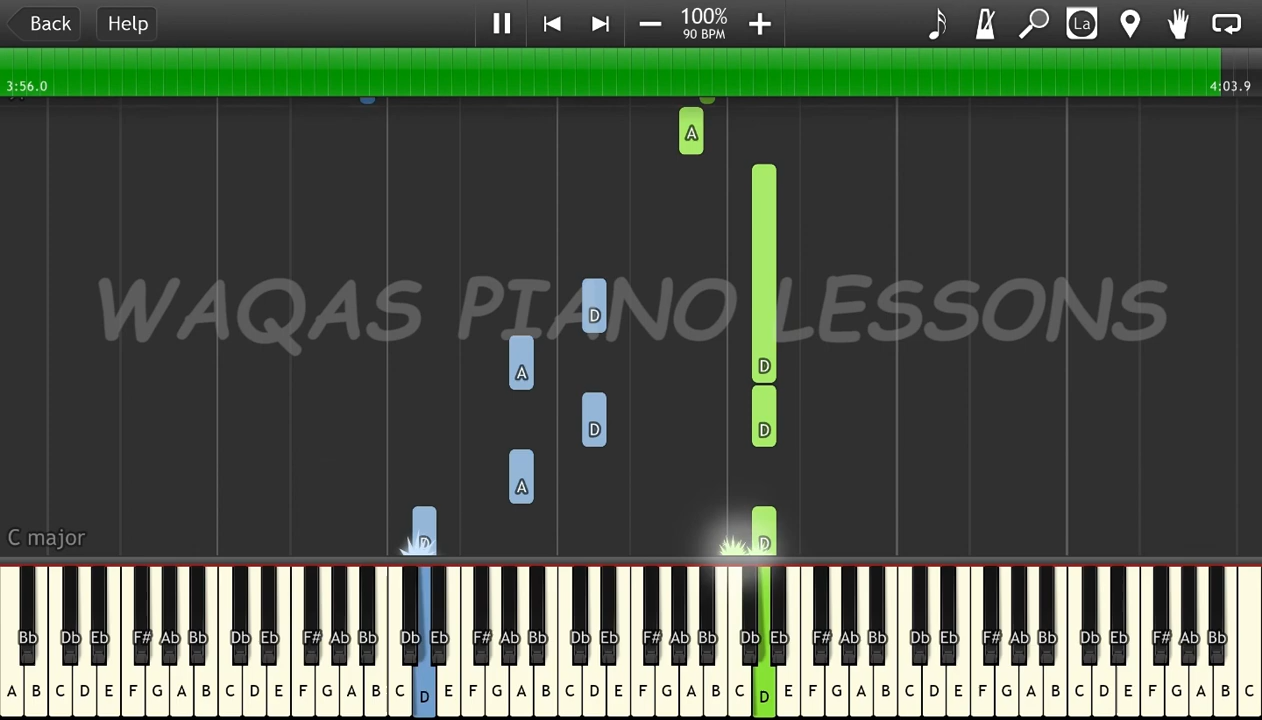 Back Help 100% La
90 BPM
3:56.0 4:03.9
A
WAQAS PIANO LESSONS
D
A D
D D
A
C major D D
Bb Db Eb F# Ab Bb Db Eb F# Ab Bb Db Eb F# Ab Bb Db Eb F# Ab Bb Db Eb F# Ab Bb Db Eb F# Ab Bb Db Eb F# Ab Bb
A B C D E F G A B C D E F G A B C D E F G A B C D E F G A B C D E F G A B C D E F G A B C D E F G A B C